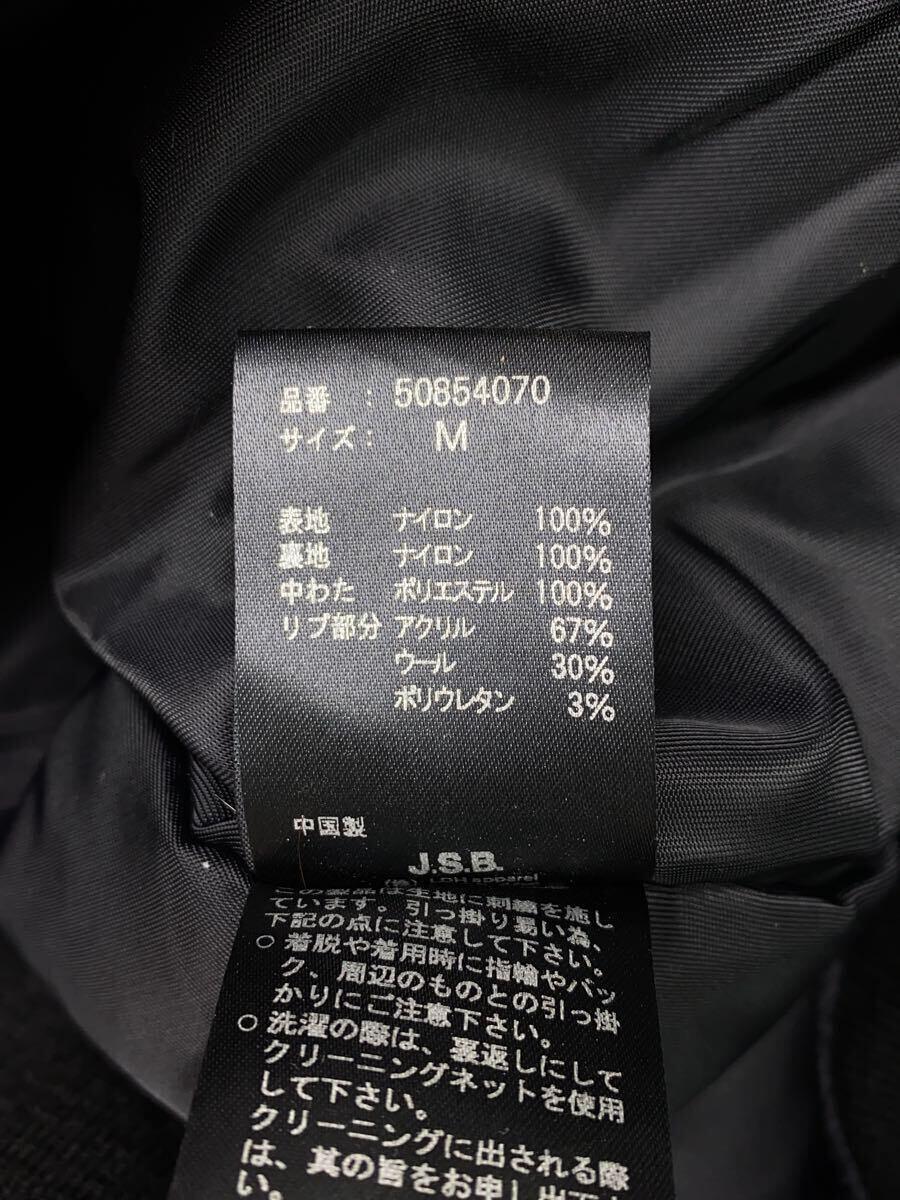 品番 : 50854070
サイズ: M
表地 ナイロン 100%
裏地 ナイロン 100%
中わた ポリエステル 100%
リブ部分 アクリル 67%
ウール 30%
ポリウレタン 3%
中国製
J.S.B.
LDH apparel
この製品は生地に刺繍を施し
ています。引っ掛り易い為、
下記の点に注意して下さい。
○着脱や着用時に指輪やバッ
グ、周辺のものとの引っ掛
かりにご注意下さい。
○洗濯の際は、裏返しにして
クリーニングネットを使用
して下さい。
クリーニングに出される際
は、其の旨をお申し出下さ
い。